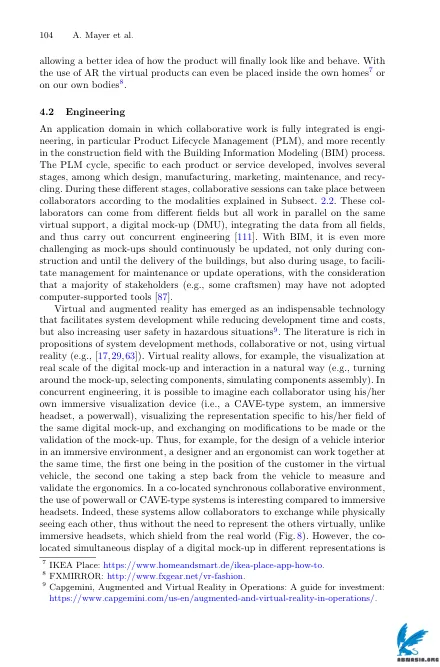 104 A. Mayer et al.
allowing a better idea of how the product will finally look like and behave. With
the use of AR the virtual products can even be placed inside the own homes7 or
on our own bodies8.
4.2 Engineering
An application domain in which collaborative work is fully integrated is engi-
neering, in particular Product Lifecycle Management (PLM), and more recently
in the construction field with the Building Information Modeling (BIM) process.
The PLM cycle, specific to each product or service developed, involves several
stages, among which design, manufacturing, marketing, maintenance, and recy-
cling. During these different stages, collaborative sessions can take place between
collaborators according to the modalities explained in Subsect. 2.2. These col-
laborators can come from different fields but all work in parallel on the same
virtual support, a digital mock-up (DMU), integrating the data from all fields,
and thus carry out concurrent engineering [111]. With BIM, it is even more
challenging as mock-ups should continuously be updated, not only during con-
struction and until the delivery of the buildings, but also during usage, to facili-
tate management for maintenance or update operations, with the consideration
that a majority of stakeholders (e.g., some craftsmen) may have not adopted
computer-supported tools [87].
Virtual and augmented reality has emerged as an indispensable technology
that facilitates system development while reducing development time and costs,
but also increasing user safety in hazardous situations9. The literature is rich in
propositions of system development methods, collaborative or not, using virtual
reality (e.g., [17,29,63]). Virtual reality allows, for example, the visualization at
real scale of the digital mock-up and interaction in a natural way (e.g., turning
around the mock-up, selecting components, simulating components assembly). In
concurrent engineering, it is possible to imagine each collaborator using his/her
own immersive visualization device (i.e., a CAVE-type system, an immersive
headset, a powerwall), visualizing the representation specific to his/her field of
the same digital mock-up, and exchanging on modifications to be made or the
validation of the mock-up. Thus, for example, for the design of a vehicle interior
in an immersive environment, a designer and an ergonomist can work together at
the same time, the first one being in the position of the customer in the virtual
vehicle, the second one taking a step back from the vehicle to measure and
validate the ergonomics. In a co-located synchronous collaborative environment,
the use of powerwall or CAVE-type systems is interesting compared to immersive
headsets. Indeed, these systems allow collaborators to exchange while physically
seeing each other, thus without the need to represent the others virtually, unlike
immersive headsets, which shield from the real world (Fig. 8). However, the co-
located simultaneous display of a digital mock-up in different representations is
7 IKEA Place: https://www.homeandsmart.de/ikea-place-app-how-to.
8 FXMIRROR: http://www.fxgear.net/vr-fashion.
9 Capgemini, Augmented and Virtual Reality in Operations: A guide for investment:
https://www.capgemini.com/us-en/augmented-and-virtual-reality-in-operations/.